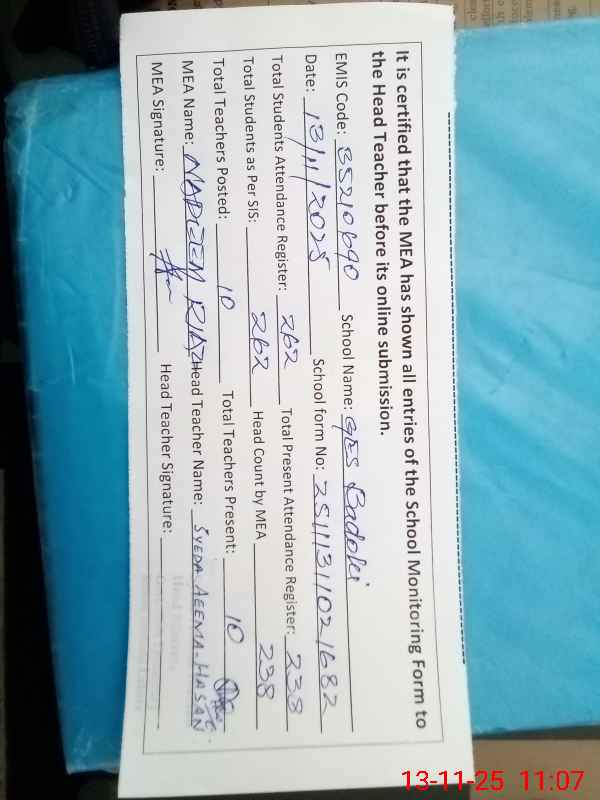 It is certified that the MEA has shown all entries of the School Monitoring Form to
the Head Teacher before its online submission.
EMIS Code: 35210690 School Name: GES Badoki
Date: 13/11/2025 School form No: 25111311021682
Total Students Attendance Register: 262 Total Present Attendance Register: 238
Total Students as Per SIS: 262 Head Count by MEA 238
Total Teachers Posted: 10 Total Teachers Present: 10
MEA Name: NADEEM RIAZ Head Teacher Name: SYEDA AEEMA-HASAN
MEA Signature: Head Teacher Signature:
13-11-25 11:07